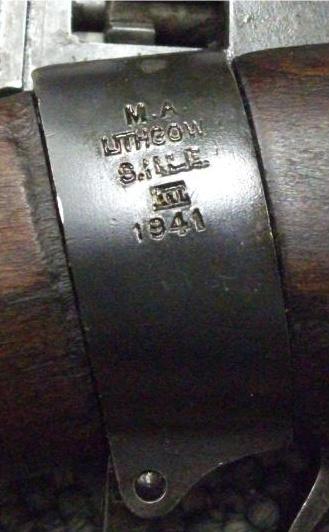 M.A.
LITHGOW
S.M.L.E.
III
1941